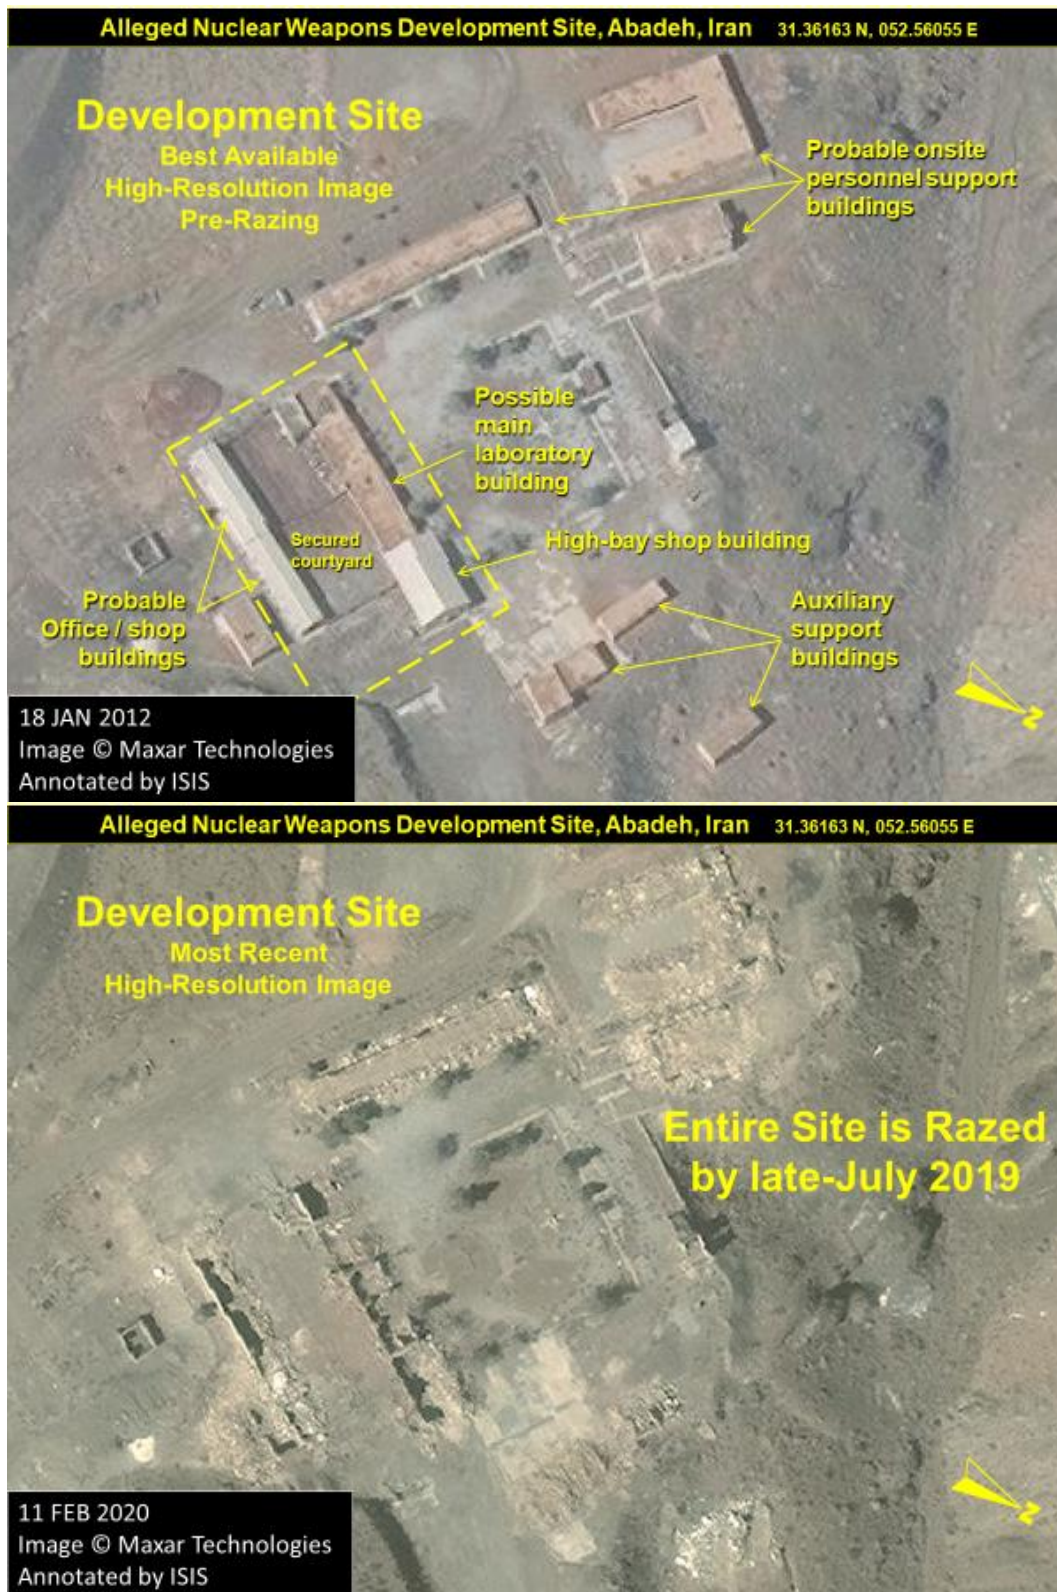 Alleged Nuclear Weapons Development Site, Abadeh, Iran 31.36163 N, 052.56055 E
Development Site
Best Available
High-Resolution Image
Pre-Razing
Probable onsite
personnel support
buildings
Possible
main
laboratory
building
High-bay shop building
Secured
courtyard
Probable
Office / shop
buildings
Auxiliary
support
buildings
N
18 JAN 2012
Image © Maxar Technologies
Annotated by ISIS
Alleged Nuclear Weapons Development Site, Abadeh, Iran 31.36163 N, 052.56055 E
Development Site
Most Recent
High-Resolution Image
Entire Site is Razed
by late-July 2019
N
11 FEB 2020
Image © Maxar Technologies
Annotated by ISIS